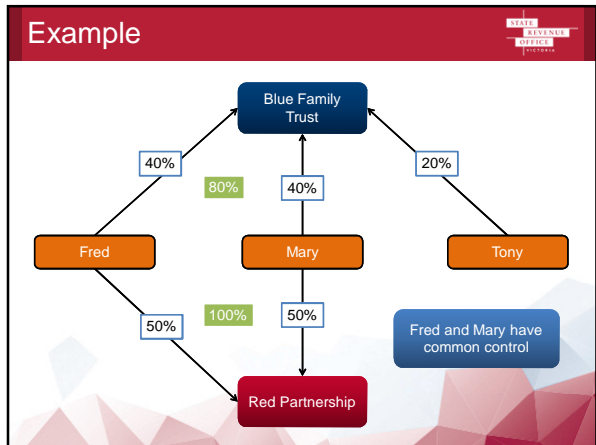 Example
STATE
REVENUE
OFFICE
VICTORIA
Blue Family
Trust
40%
80%
40%
20%
Fred
Mary
Tony
50%
100%
50%
Fred and Mary have
common control
Red Partnership